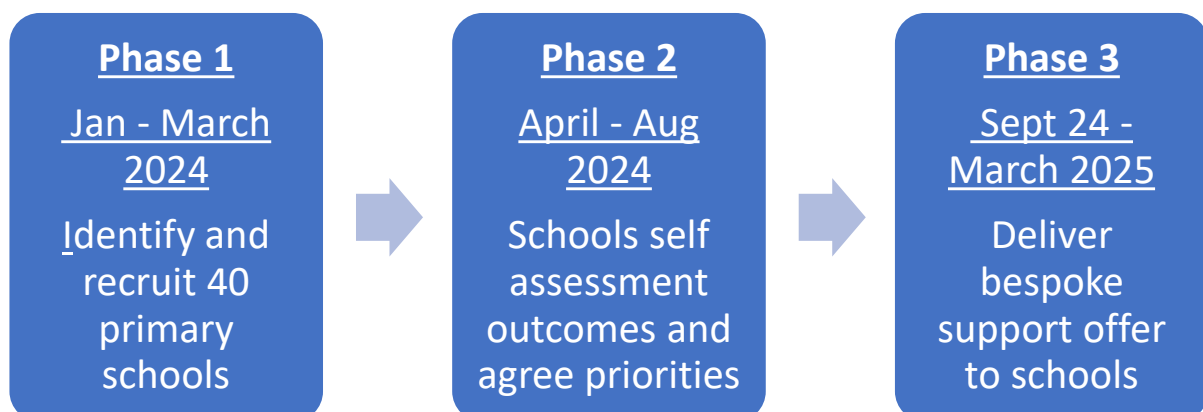 Phase 1
Jan - March
2024
Identify and
recruit 40
primary
schools
Phase 2
April - Aug
2024
Schools self
assessment
outcomes and
agree priorities
Phase 3
Sept 24 -
March 2025
Deliver
bespoke
support offer
to schools